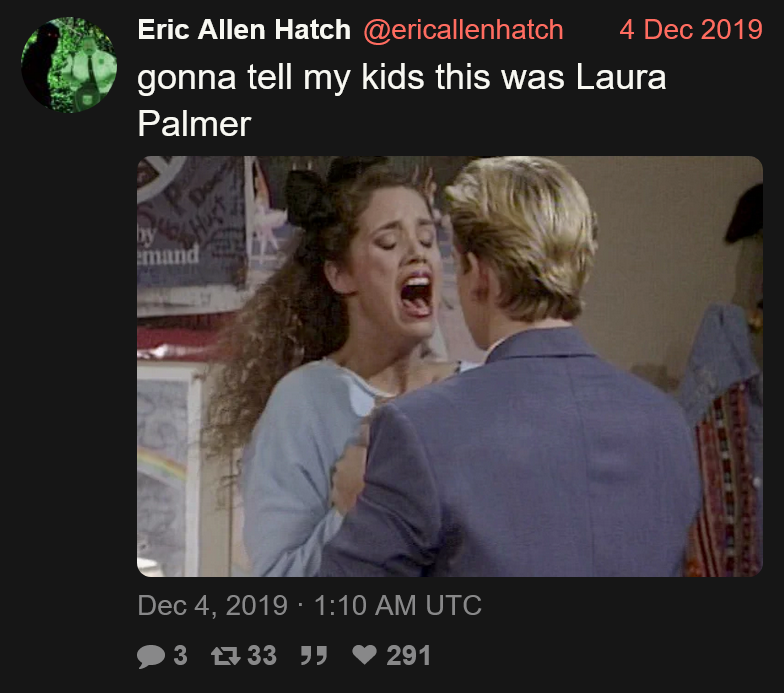 Eric Allen Hatch @ericallenhatch 4 Dec 2019
gonna tell my kids this was Laura
Palmer
by
emand
Dec 4, 2019 · 1:10 AM UTC
3 33 291